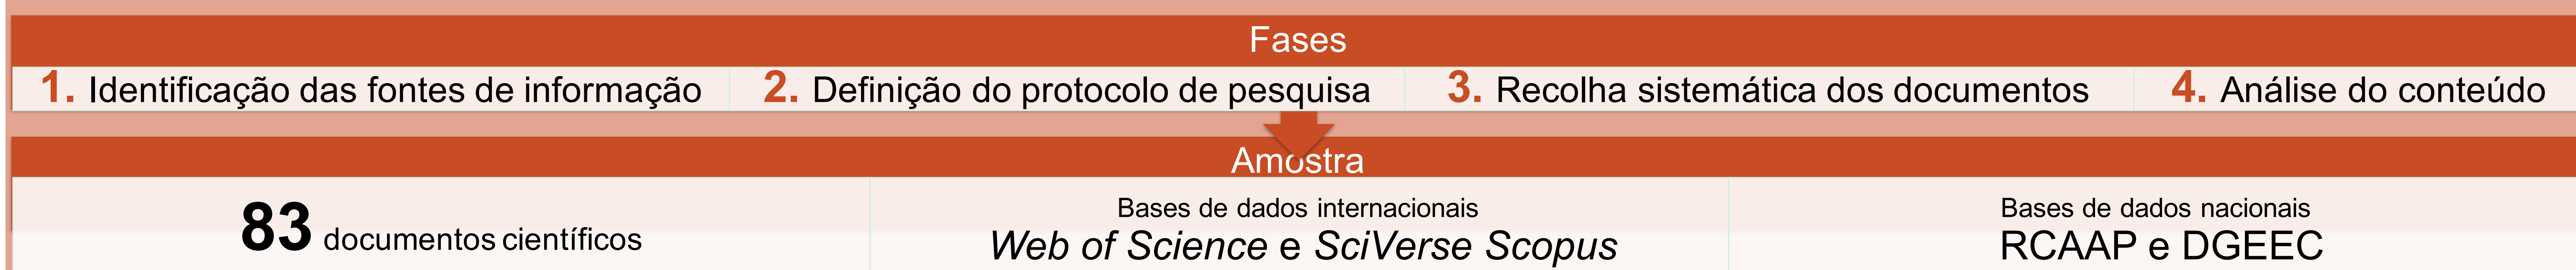 Fases
1. Identificação das fontes de informação
2. Definição do protocolo de pesquisa
3. Recolha sistemática dos documentos
4. Análise do conteúdo
Amostra
83 documentos científicos
Bases de dados internacionais
Web of Science e SciVerse Scopus
Bases de dados nacionais
RCAAP e DGEEC